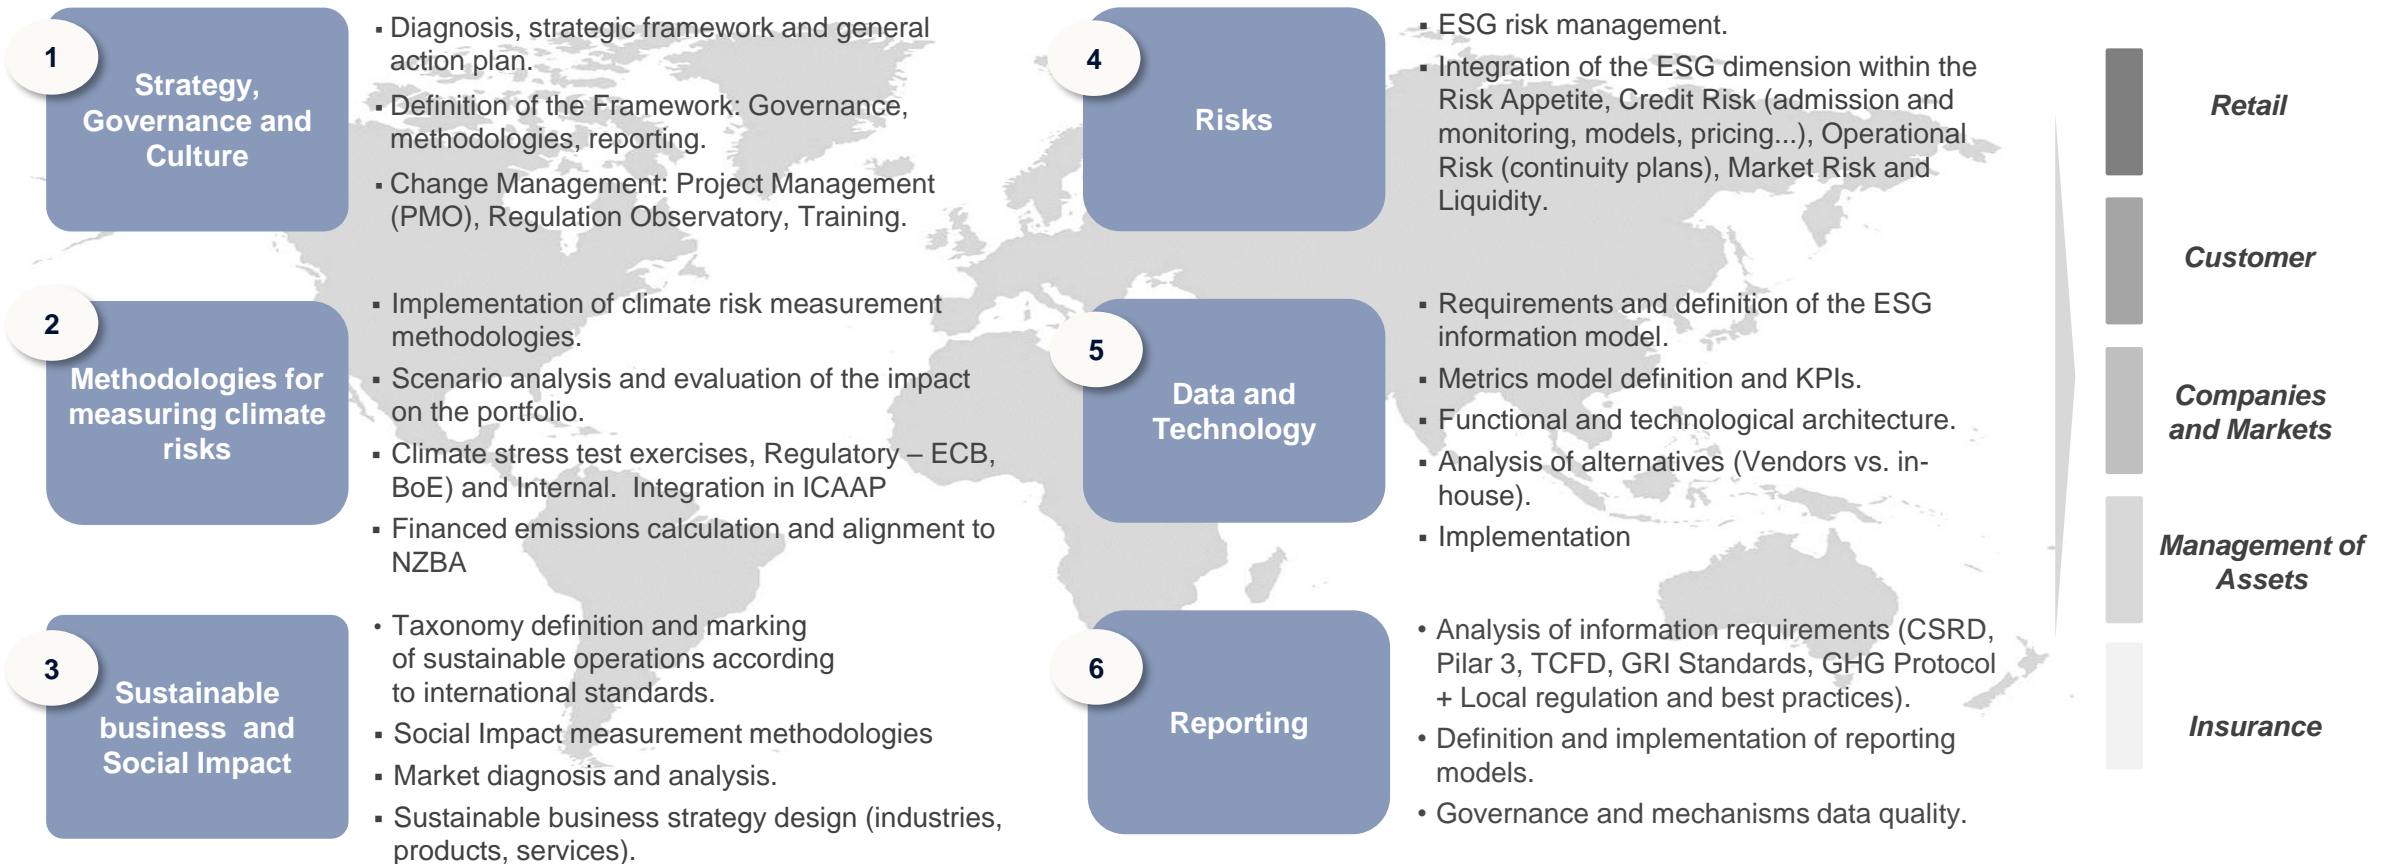 1
Strategy,
Governance and
Culture
▪ Diagnosis, strategic framework and general
action plan.
▪ Definition of the Framework: Governance,
methodologies, reporting.
▪ Change Management: Project Management
(PMO), Regulation Observatory, Training.
2
Methodologies for
measuring climate
risks
▪ Implementation of climate risk measurement
methodologies.
▪ Scenario analysis and evaluation of the impact
on the portfolio.
▪ Climate stress test exercises, Regulatory – ECB,
BoE) and Internal.  Integration in ICAAP
▪ Financed emissions calculation and alignment to
NZBA
3
Sustainable
business  and
Social Impact
• Taxonomy definition and marking
of sustainable operations according
to international standards.
▪ Social Impact measurement methodologies
▪ Market diagnosis and analysis.
▪ Sustainable business strategy design (industries,
products, services).
4
Risks
▪ ESG risk management.
▪ Integration of the ESG dimension within the
Risk Appetite, Credit Risk (admission and
monitoring, models, pricing...), Operational
Risk (continuity plans), Market Risk and
Liquidity.
5
Data and
Technology
▪ Requirements and definition of the ESG
information model.
▪ Metrics model definition and KPIs.
▪ Functional and technological architecture.
▪ Analysis of alternatives (Vendors vs. in-
house).
▪ Implementation
6
Reporting
• Analysis of information requirements (CSRD,
Pilar 3, TCFD, GRI Standards, GHG Protocol
+ Local regulation and best practices).
• Definition and implementation of reporting
models.
• Governance and mechanisms data quality.
Retail
Customer
Companies
and Markets
Management of
Assets
Insurance